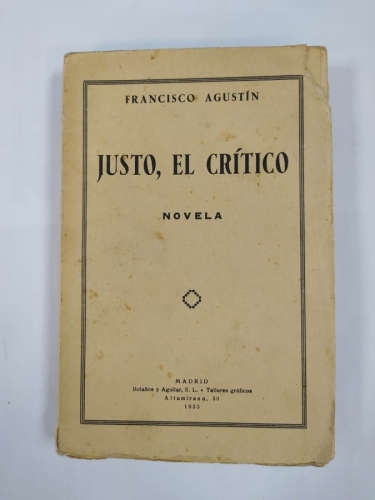 FRANCISCO AGUSTÍN
JUSTO, EL CRÍTICO
NOVELA
MADRID
Bolaños y Aguilar, S. L. - Talleres gráficos
Altamirano, 50
1935